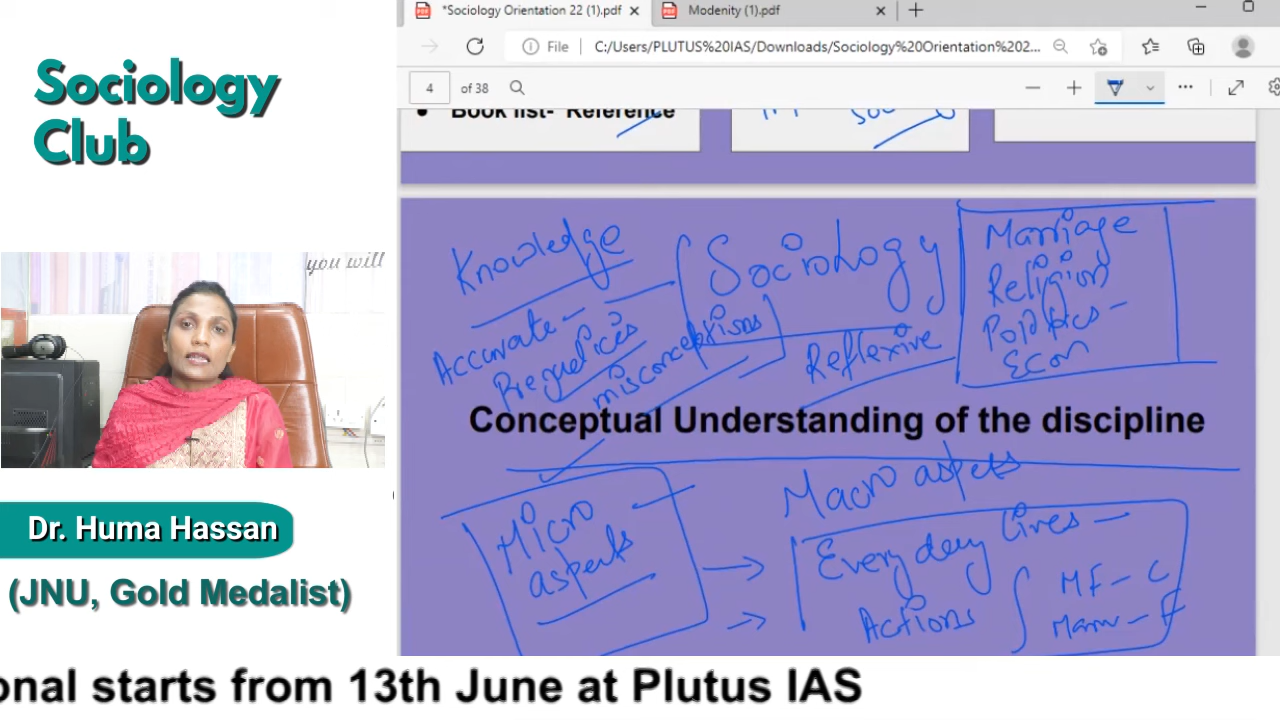 Sociology
Club
you will
Dr. Huma Hassan
(JNU, Gold Medalist)
*Sociology Orientation 22 (1).pdf
Modenity (1).pdf
File
C:/Users/PLUTUS%20IAS/Downloads/Sociology%20Orientation%202...
4 of 38
Book list- Reference
Knowledge
Accurate
Prejudices
misconceptions
Sociology
Reflexive
Marriage
Religion
Politics
Econ
Conceptual Understanding of the discipline
Micro
aspects
Macro aspets
Everyday lives
Actions
MF - C
F
onal starts from 13th June at Plutus IAS